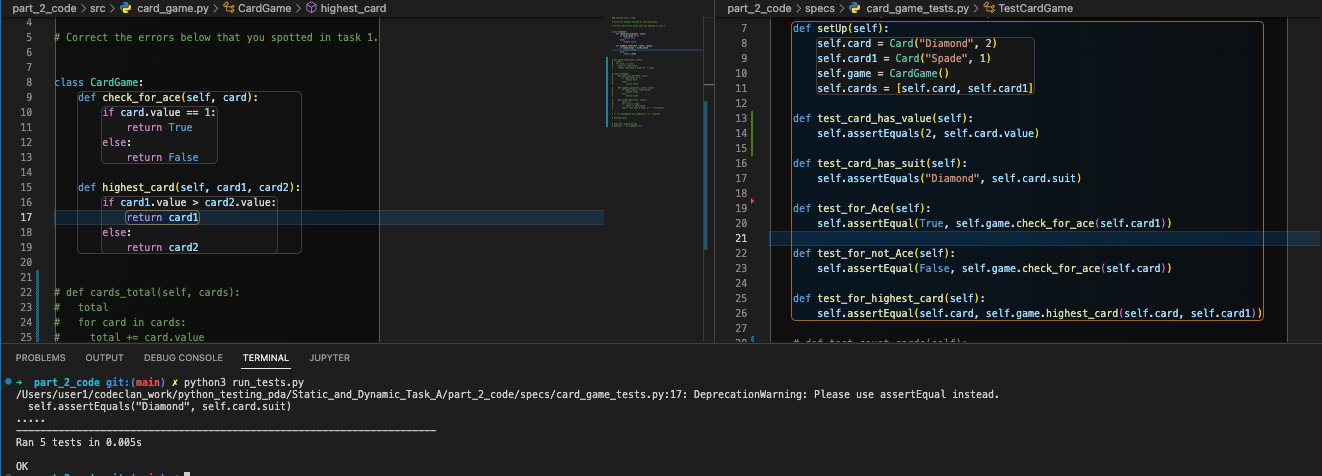 part_2_code > src > card_game.py > CardGame > highest_card
4
5 # Correct the errors below that you spotted in task 1.
6
7
8 class CardGame:
9 def check_for_ace(self, card):
10 if card.value == 1:
11 return True
12 else:
13 return False
14
15 def highest_card(self, card1, card2):
16 if card1.value > card2.value:
17 return card1
18 else:
19 return card2
20
21
22 # def cards_total(self, cards):
23 # total
24 # for card in cards:
25 # total += card.value
part_2_code > specs > card_game_tests.py > TestCardGame
7 def setUp(self):
8 self.card = Card("Diamond", 2)
9 self.card1 = Card("Spade", 1)
10 self.game = CardGame()
11 self.cards = [self.card, self.card1]
12
13 def test_card_has_value(self):
14 self.assertEquals(2, self.card.value)
15
16 def test_card_has_suit(self):
17 self.assertEquals("Diamond", self.card.suit)
18
19 def test_for_Ace(self):
20 self.assertEqual(True, self.game.check_for_ace(self.card1))
21
22 def test_for_not_Ace(self):
23 self.assertEqual(False, self.game.check_for_ace(self.card))
24
25 def test_for_highest_card(self):
26 self.assertEqual(self.card, self.game.highest_card(self.card, self.card1))
27
PROBLEMS OUTPUT DEBUG CONSOLE TERMINAL JUPYTER
➜ part_2_code git:(main) ✗ python3 run_tests.py
/Users/user1/codeclan_work/python_testing_pda/Static_and_Dynamic_Task_A/part_2_code/specs/card_game_tests.py:17: DeprecationWarning: Please use assertEqual instead.
self.assertEquals("Diamond", self.card.suit)
.....
----------------------------------------------------------------------
Ran 5 tests in 0.005s
OK